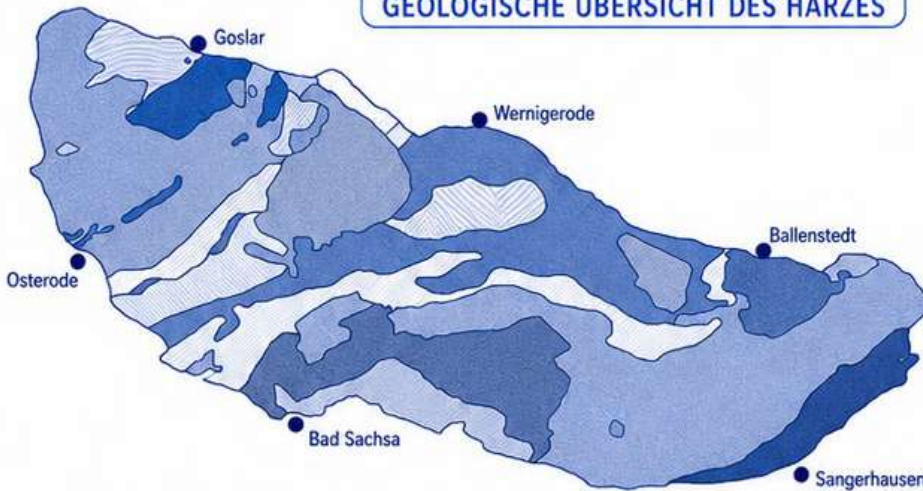 GEOLOGISCHE ÜBERSICHT DES HARZES
Goslar
Wernigerode
Ballenstedt
Osterode
Bad Sachsa
Sangerhausen